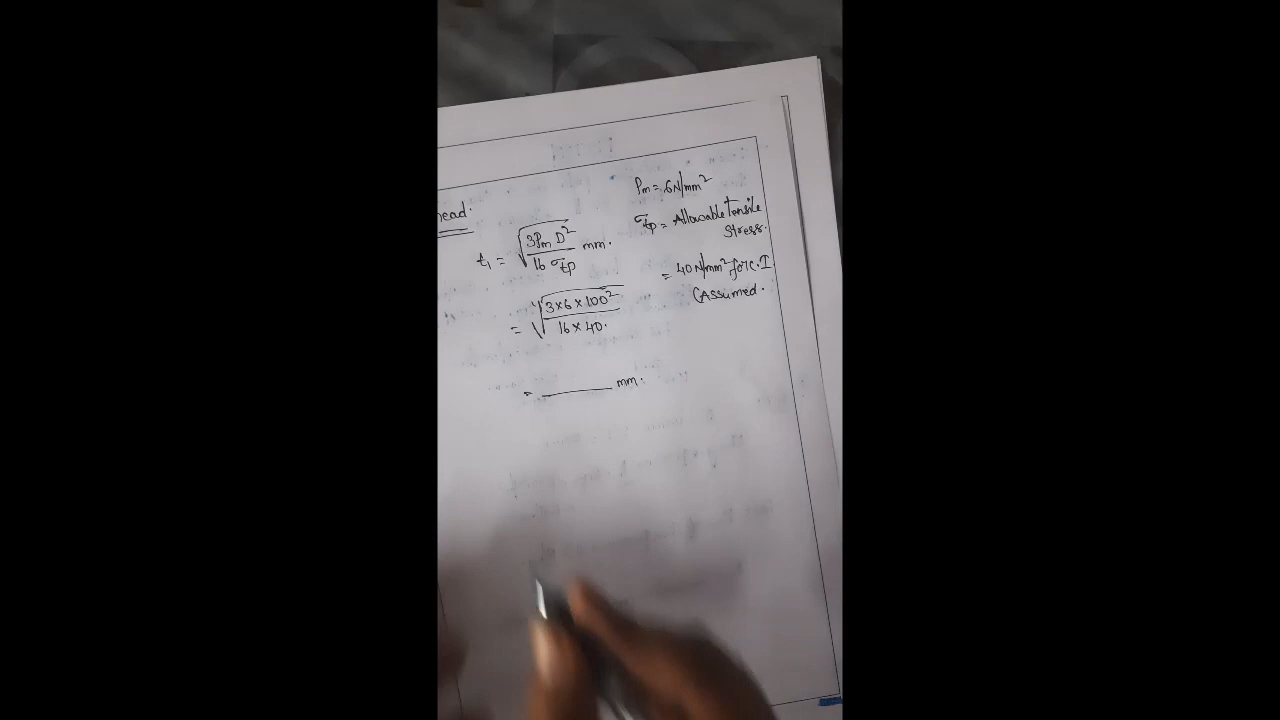 head.
t₁ = √(3Pm D² / 16 σtp) mm.
= √(3×6×100² / 16×40.)
= ______ mm.
Pm = 6N/mm²
σtp = Allowable Tensile
Stress.
= 40N/mm² for C.I.
(Assumed.